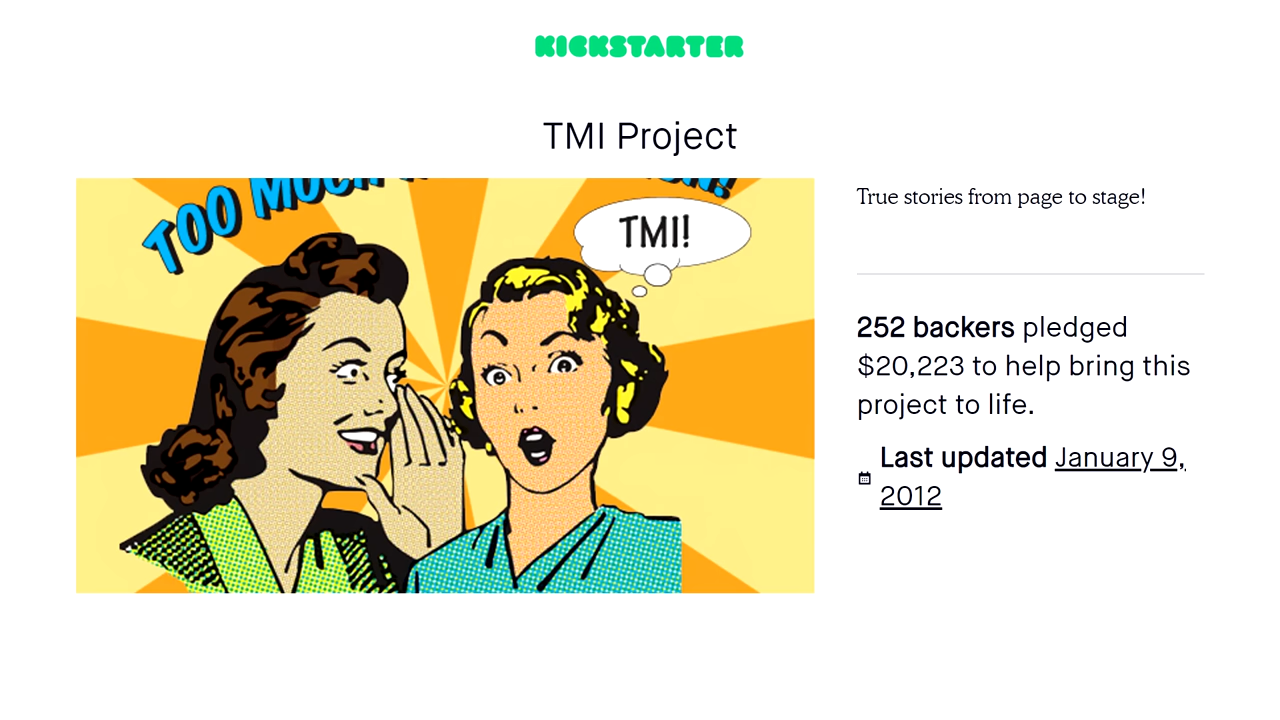 KICKSTARTER
TMI Project
TOO MUCH
TMI!
True stories from page to stage!
252 backers pledged
$20,223 to help bring this
project to life.
Last updated January 9,
2012